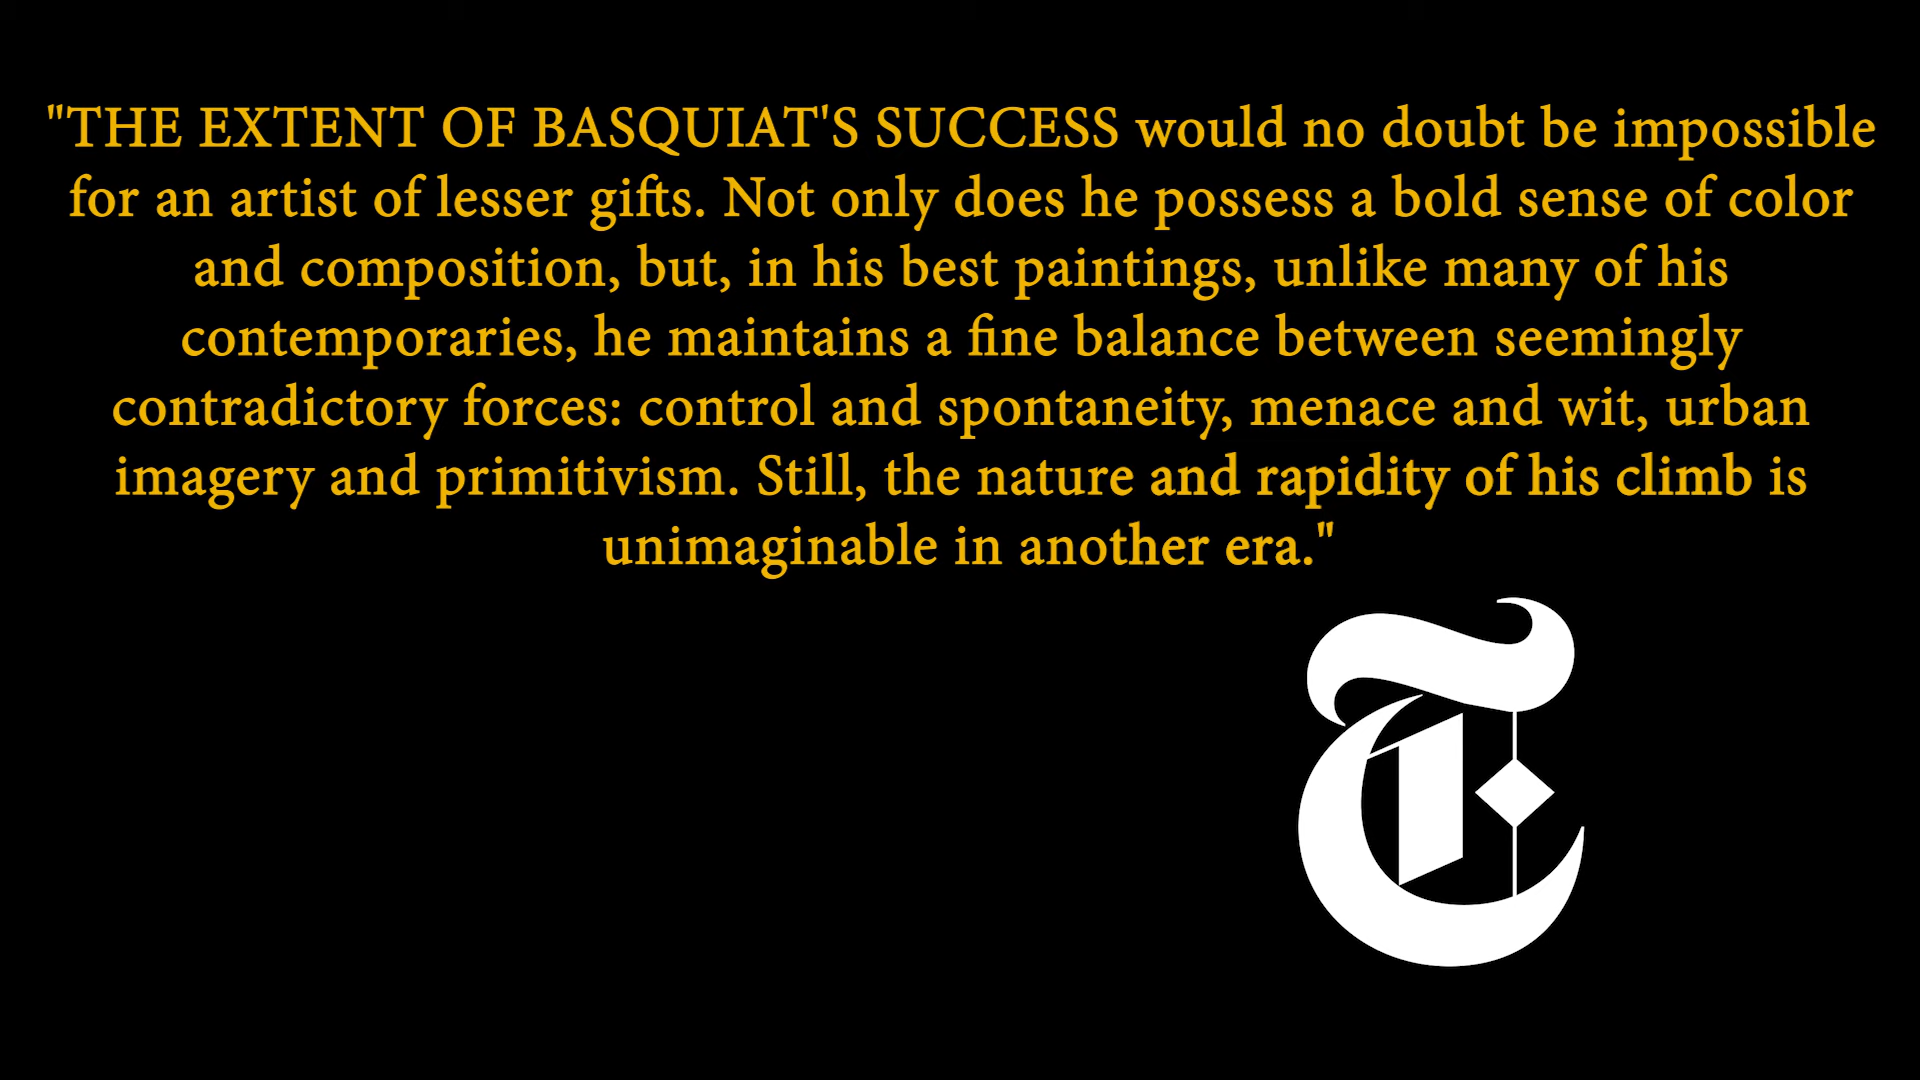 "THE EXTENT OF BASQUIAT'S SUCCESS would no doubt be impossible
for an artist of lesser gifts. Not only does he possess a bold sense of color
and composition, but, in his best paintings, unlike many of his
contemporaries, he maintains a fine balance between seemingly
contradictory forces: control and spontaneity, menace and wit, urban
imagery and primitivism. Still, the nature and rapidity of his climb is
unimaginable in another era."
T